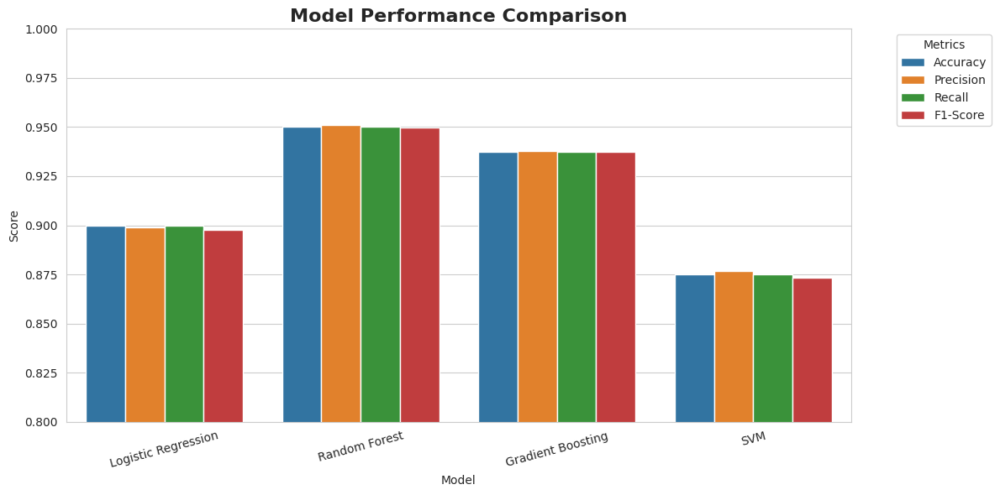 Model Performance Comparison
Metrics
Accuracy
Precision
Recall
F1-Score
Score
1.000
0.975
0.950
0.925
0.900
0.875
0.850
0.825
0.800
Logistic Regression
Random Forest
Gradient Boosting
SVM
Model